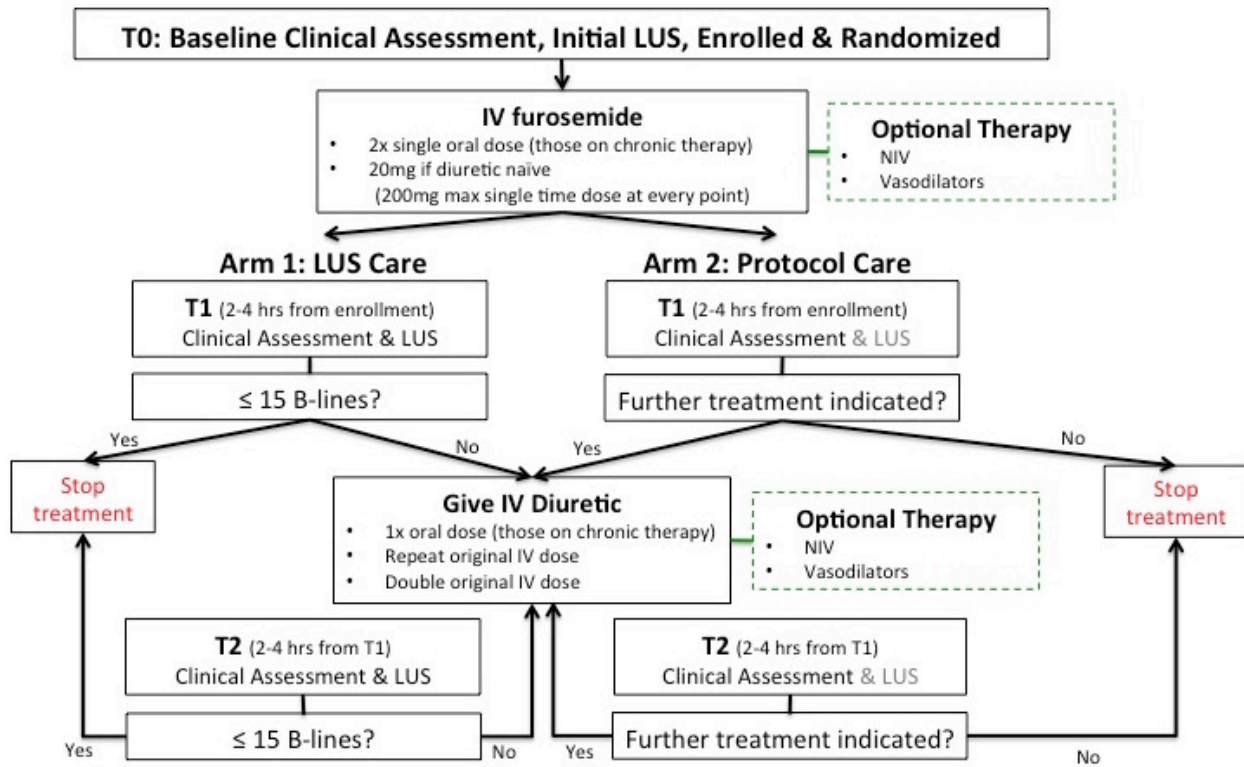 T0: Baseline Clinical Assessment, Initial LUS, Enrolled & Randomized
IV furosemide
• 2x single oral dose (those on chronic therapy)
• 20mg if diuretic naïve
(200mg max single time dose at every point)
Optional Therapy
• NIV
• Vasodilators
Arm 1: LUS Care
Arm 2: Protocol Care
T1 (2-4 hrs from enrollment)
Clinical Assessment & LUS
T1 (2-4 hrs from enrollment)
Clinical Assessment & LUS
≤ 15 B-lines?
Further treatment indicated?
Yes
No
Yes
No
Stop
treatment
Give IV Diuretic
• 1x oral dose (those on chronic therapy)
• Repeat original IV dose
• Double original IV dose
Optional Therapy
• NIV
• Vasodilators
Stop
treatment
T2 (2-4 hrs from T1)
Clinical Assessment & LUS
T2 (2-4 hrs from T1)
Clinical Assessment & LUS
Yes
≤ 15 B-lines?
No
Yes
Further treatment indicated?
No